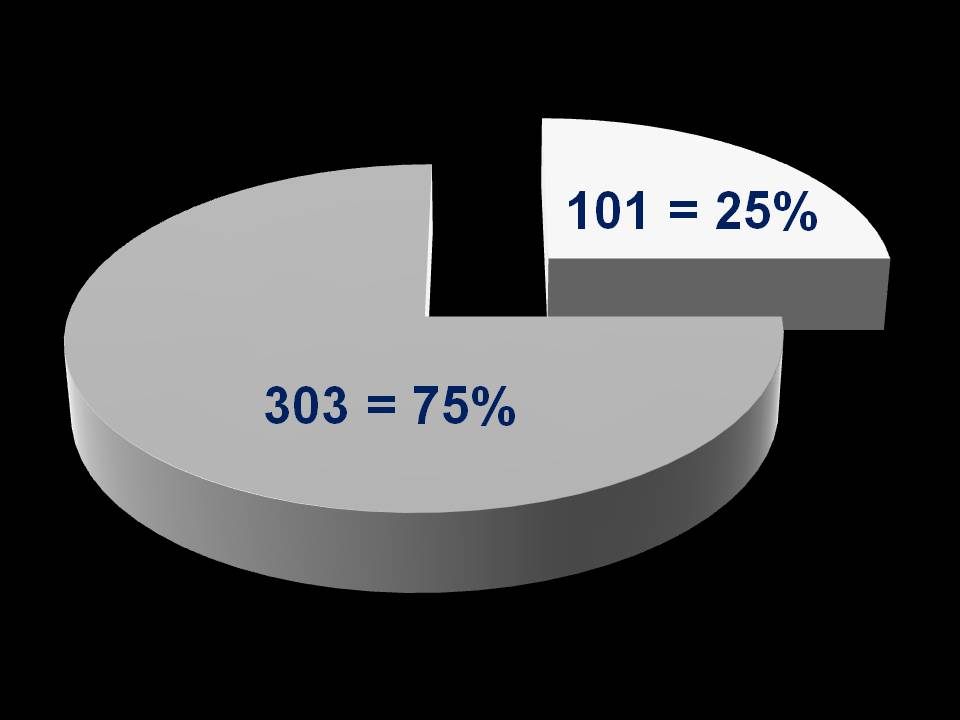 101 = 25%
303 = 75%